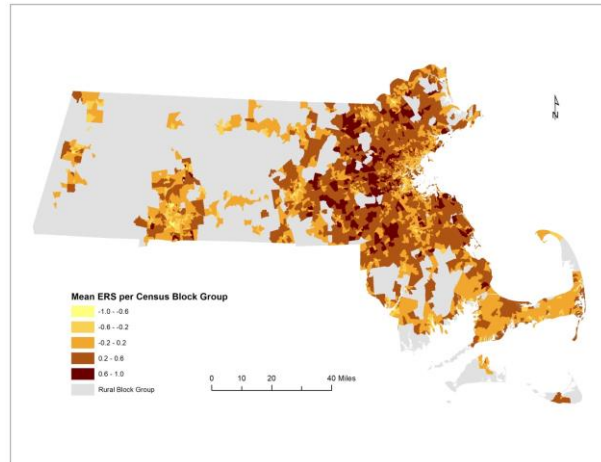 N
Mean ERS per Census Block Group
-1.0 - -0.6
-0.6 - -0.2
-0.2 - 0.2
0.2 - 0.6
0.6 - 1.0
Rural Block Group
0 10 20 40 Miles